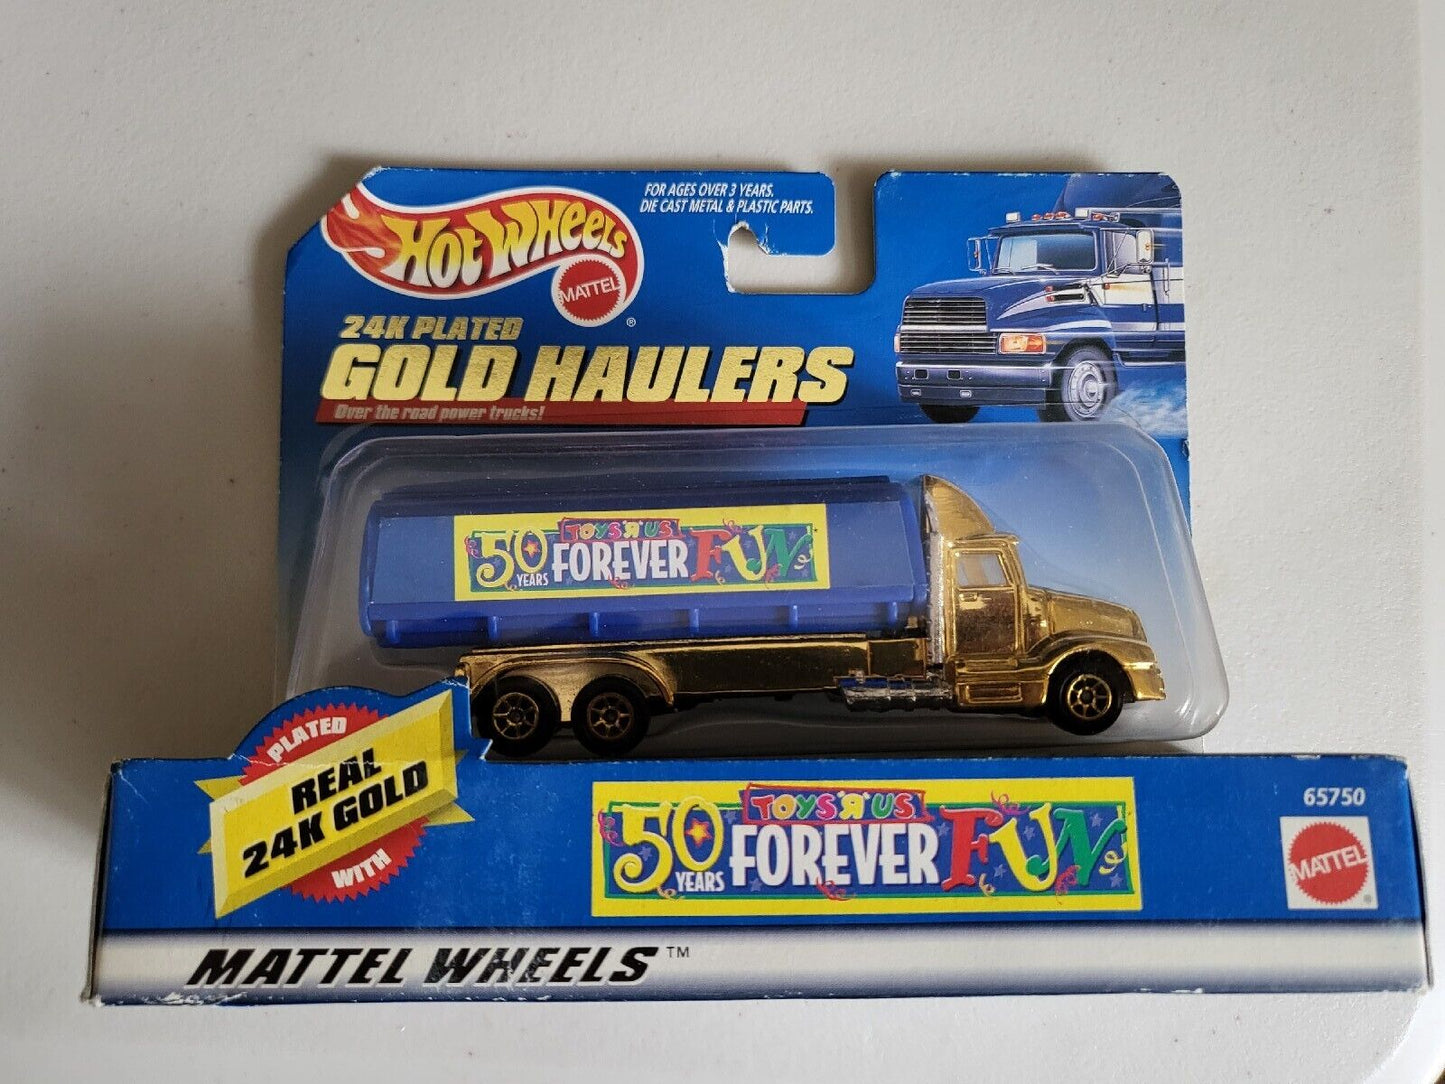 HOT WHEELS
MATTEL
®
FOR AGES OVER 3 YEARS.
DIE CAST METAL & PLASTIC PARTS.
24K PLATED
GOLD HAULERS
Over the road power trucks!
50 YEARS TOYS "R" US FOREVER FUN
PLATED
REAL
24K GOLD
WITH
50 YEARS TOYS "R" US FOREVER FUN
65750
MATTEL
®
MATTEL WHEELS™